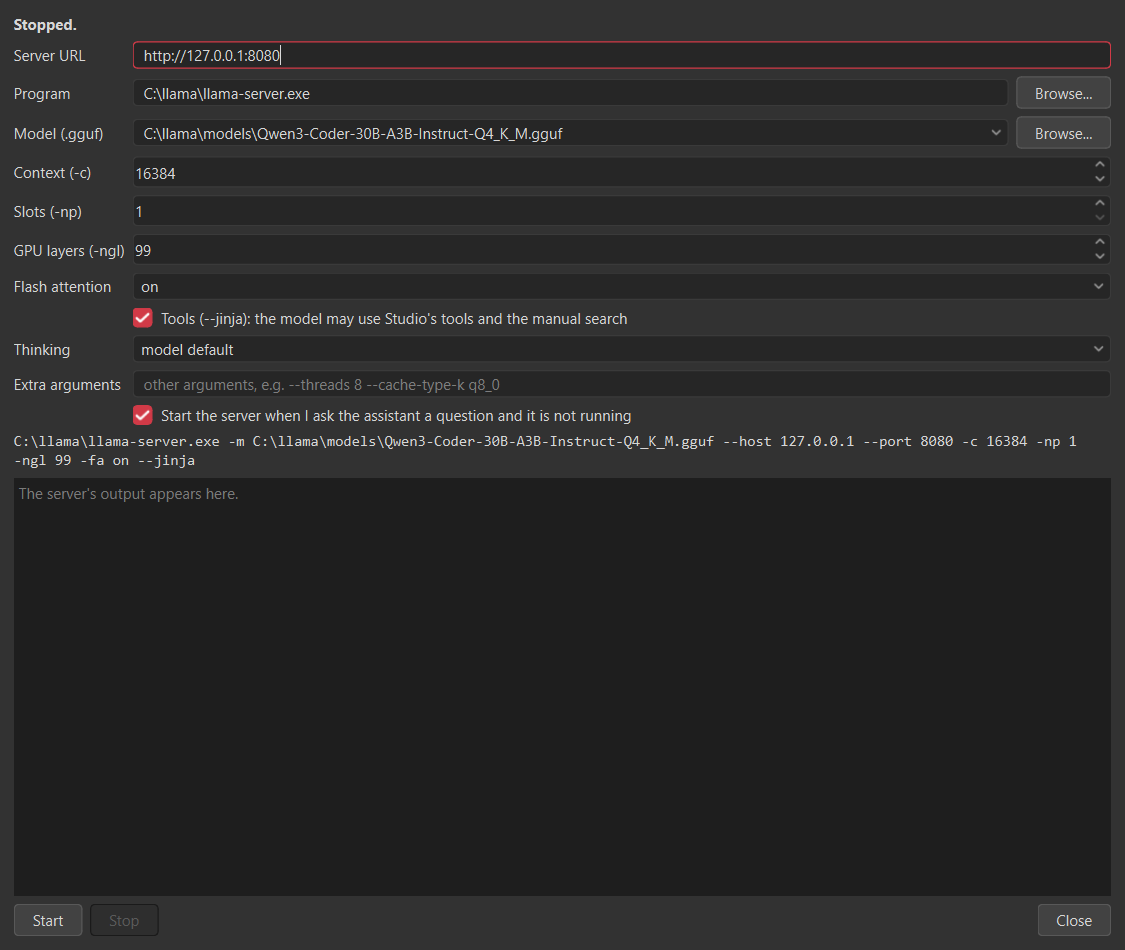 Stopped.
Server URL http://127.0.0.1:8080
Program C:\llama\llama-server.exe Browse...
Model (.gguf) C:\llama\models\Qwen3-Coder-30B-A3B-Instruct-Q4_K_M.gguf Browse...
Context (-c) 16384
Slots (-np) 1
GPU layers (-ngl) 99
Flash attention on
Tools (--jinja): the model may use Studio's tools and the manual search
Thinking model default
Extra arguments other arguments, e.g. --threads 8 --cache-type-k q8_0
Start the server when I ask the assistant a question and it is not running
C:\llama\llama-server.exe -m C:\llama\models\Qwen3-Coder-30B-A3B-Instruct-Q4_K_M.gguf --host 127.0.0.1 --port 8080 -c 16384 -np 1
-ngl 99 -fa on --jinja
The server's output appears here.
Start Stop Close